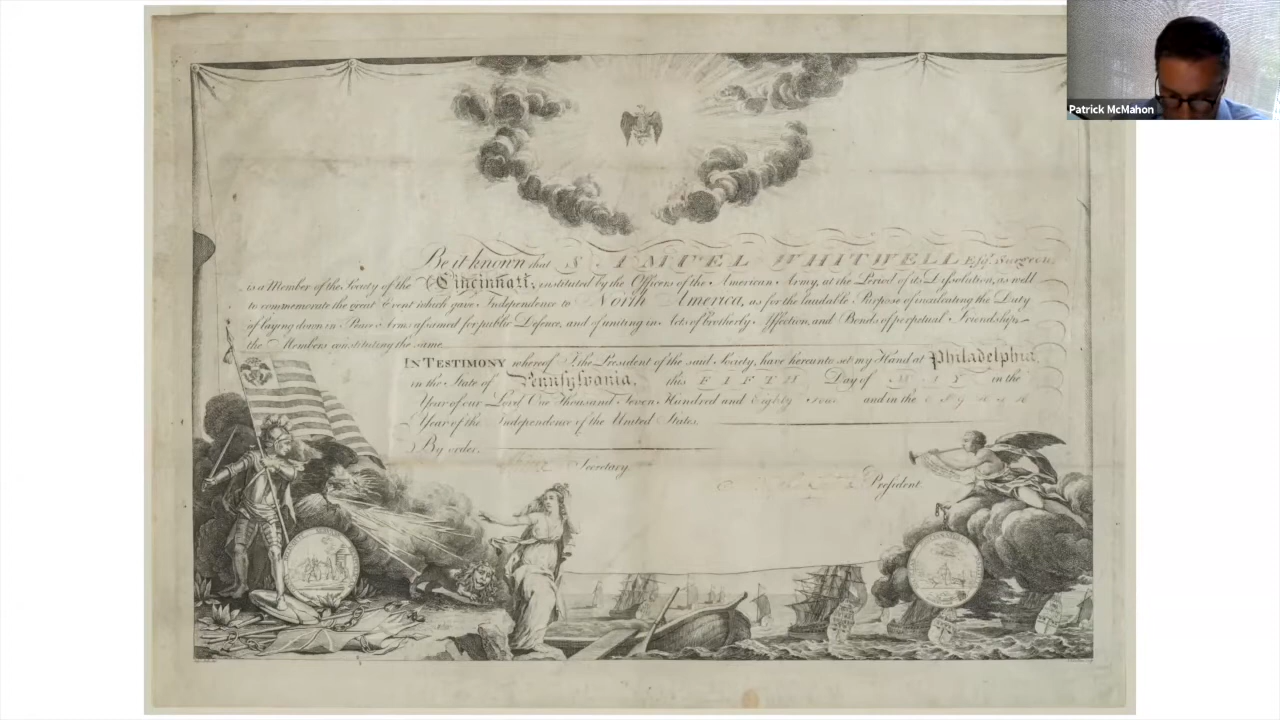 Patrick McMahon
Be it known that SAMUEL WHITWELL Esqr. Surgeon,
is a Member of the Society of the Cincinnati, instituted by the Officers of the American Army, at the Period of its Dissolution, as well
to commemorate the great Event which gave Independence to North America, as for the laudable Purpose of inculcating the Duty
of laying down in Peace Arms assumed for public Defence, and of uniting in Acts of brotherly Affection, and Bonds of perpetual Friendship
the Members constituting the same.
IN TESTIMONY whereof I the President of the said Society, have hereunto set my Hand at Philadelphia,
in the State of Pennsylvania, this FIFTH Day of MAY in the
Year of our Lord One Thousand Seven Hundred and Eighty and in the
Year of the Independence of the United States.
By order,
Secretary
President